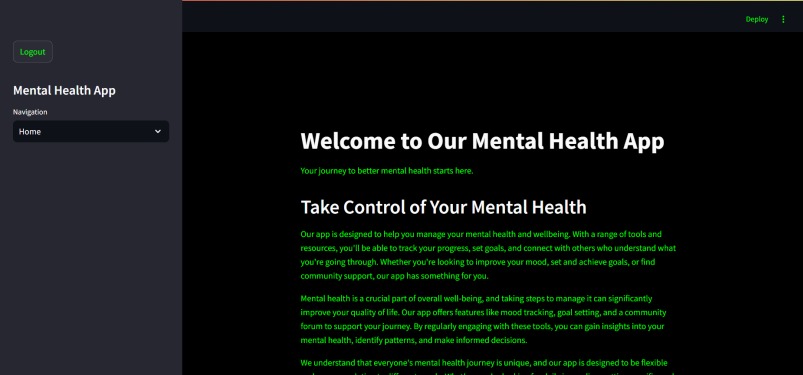 Deploy
Logout
Mental Health App
Navigation
Home
Welcome to Our Mental Health App
Your journey to better mental health starts here.
Take Control of Your Mental Health
Our app is designed to help you manage your mental health and wellbeing. With a range of tools and
resources, you'll be able to track your progress, set goals, and connect with others who understand what
you're going through. Whether you're looking to improve your mood, set and achieve goals, or find
community support, our app has something for you.
Mental health is a crucial part of overall well-being, and taking steps to manage it can significantly
improve your quality of life. Our app offers features like mood tracking, goal setting, and a community
forum to support your journey. By regularly engaging with these tools, you can gain insights into your
mental health, identify patterns, and make informed decisions.
We understand that everyone's mental health journey is unique, and our app is designed to be flexible